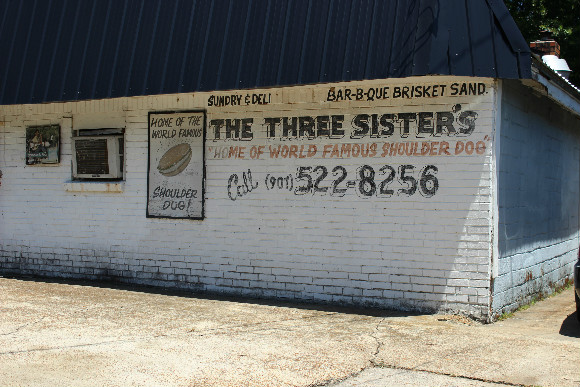 SUNDRY & DELI
BAR-B-QUE BRISKET SAND.
THE THREE SISTER'S
"HOME OF WORLD FAMOUS SHOULDER DOG"
Call (901) 522-8256
HOME OF THE
WORLD FAMOUS
SHOULDER
DOG!